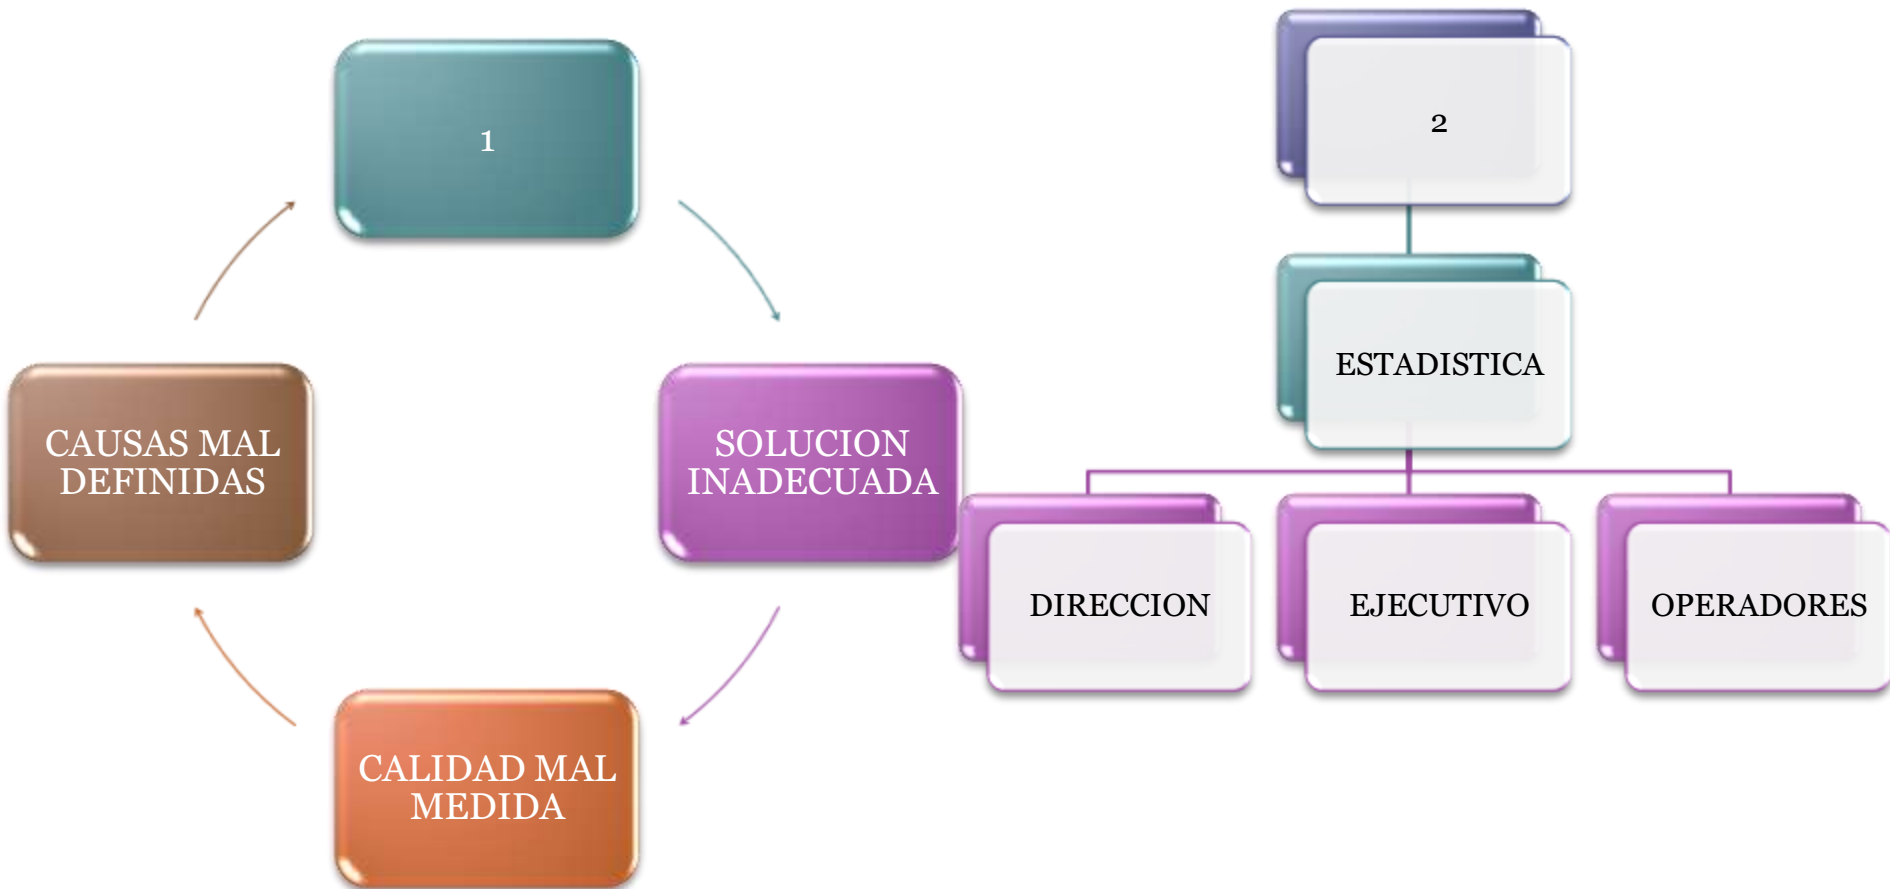 1
SOLUCION
INADECUADA
CALIDAD MAL
MEDIDA
CAUSAS MAL
DEFINIDAS
2
ESTADISTICA
DIRECCION
EJECUTIVO
OPERADORES